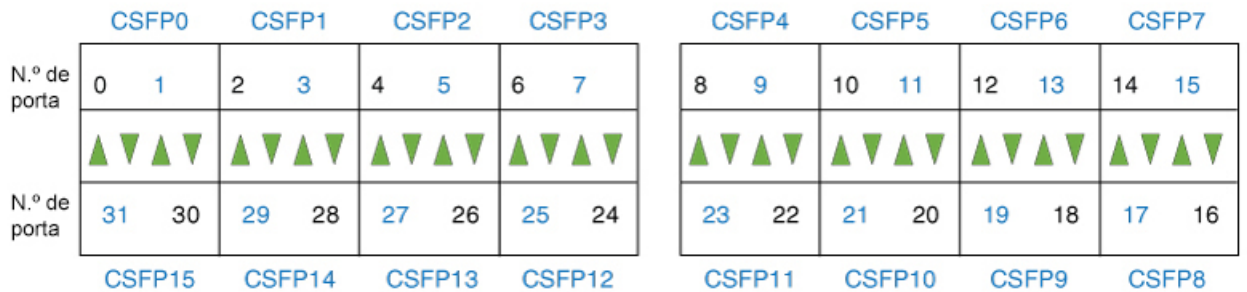 CSFP0 CSFP1 CSFP2 CSFP3 CSFP4 CSFP5 CSFP6 CSFP7
N.º de
porta
0 1 2 3 4 5 6 7 8 9 10 11 12 13 14 15
N.º de
porta
31 30 29 28 27 26 25 24 23 22 21 20 19 18 17 16
CSFP15 CSFP14 CSFP13 CSFP12 CSFP11 CSFP10 CSFP9 CSFP8